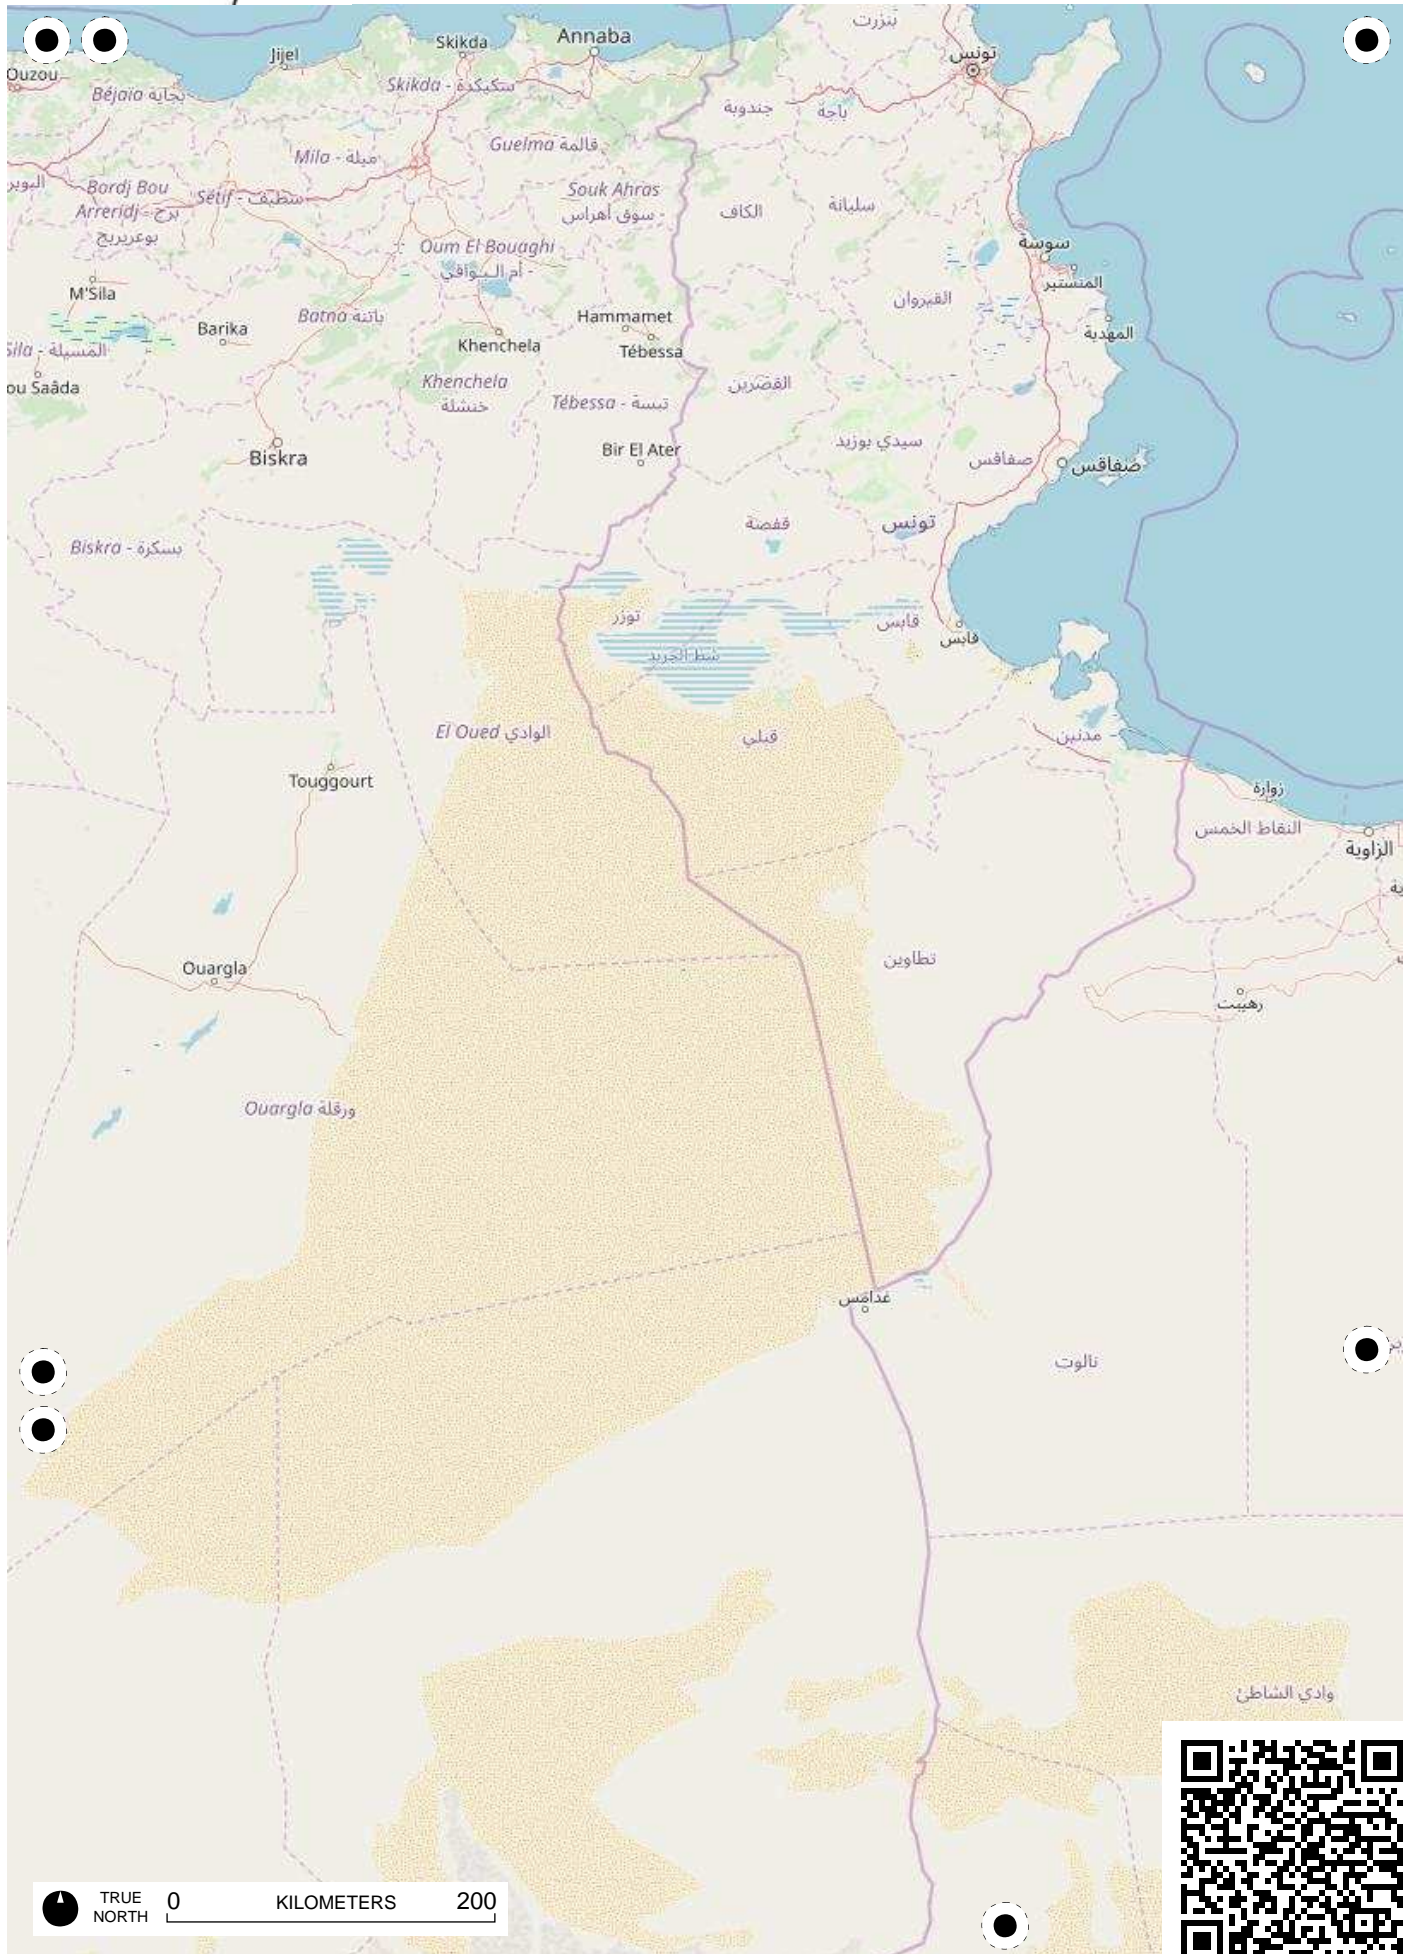 بنزرت
Annaba
Skikda
Jijel
تونس
Ouzou
Béjaïa بجاية
Skikda - سكيكدة
جندوبة
باجة
Guelma قالمة
Mila - ميلة
البوير
Bordj Bou
Arreridj - برج
بوعريريج
Sétif - سطيف
Souk Ahras
- سوق أهراس
الكاف
سليانة
Oum El Bouaghi
- أم البواقي
سوسة
المنستير
M'Sila
القيروان
Batna باتنة
Barika
Hammamet
Khenchela
Tébessa
المهدية
Sila - المسيلة
ou Saâda
Khenchela
خنشلة
القصرين
Tébessa - تبسة
سيدي بوزيد
Bir El Ater
Biskra
صفاقس
صفاقس
قفصة
تونس
Biskra - بسكرة
توزر
قابس
قابس
شط الجريد
El Oued الوادي
قبلي
مدنين
Touggourt
زوارة
النقاط الخمس
الزاوية
ية
Ouargla
تطاوين
رهيبت
Ouargla ورقلة
غدامس
نالوت
وادي الشاطئ
TRUE
NORTH
0 KILOMETERS 200